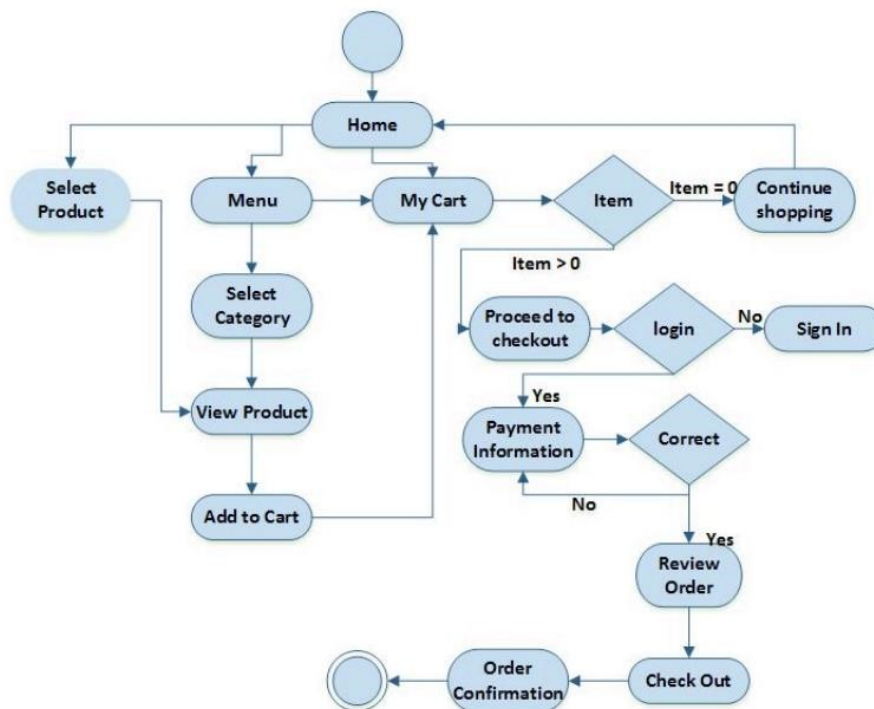 Home
Select
Product
Menu
My Cart
Item
Item = 0
Continue
shopping
Item > 0
Select
Category
Proceed to
checkout
login
No
Sign In
Yes
View Product
Payment
Information
Correct
No
Add to Cart
Yes
Review
Order
Order
Confirmation
Check Out